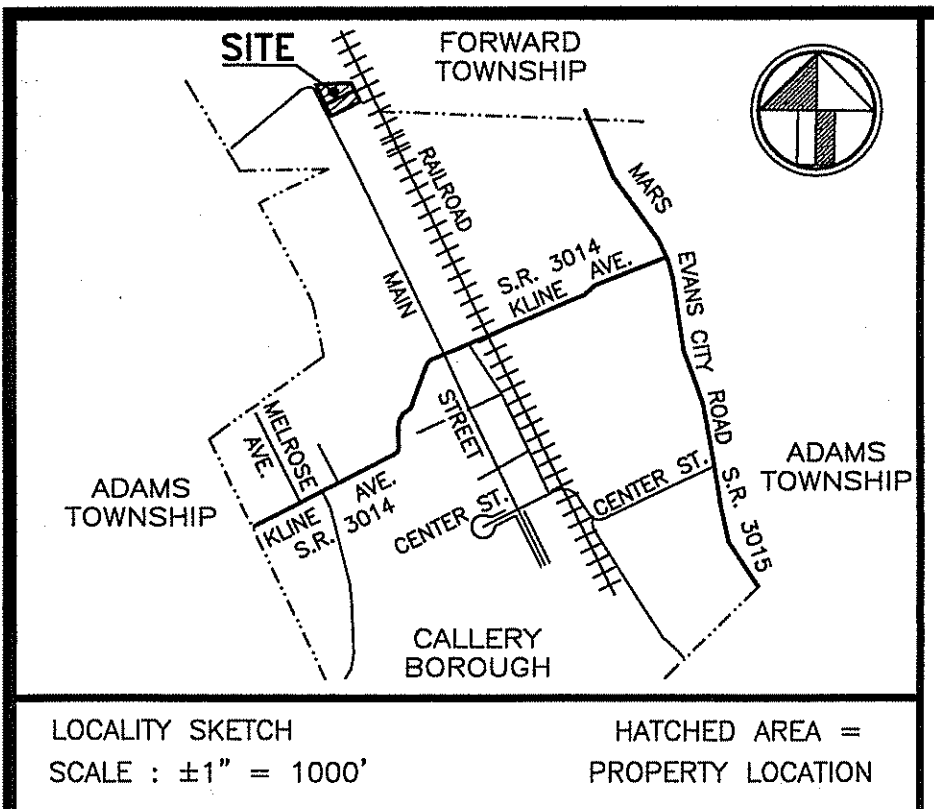 SITE
FORWARD
TOWNSHIP
RAILROAD
MARS
MAIN
S.R. 3014
KLINE AVE.
EVANS CITY ROAD S.R. 3015
STREET
MELROSE
AVE.
ADAMS
TOWNSHIP
KLINE AVE.
S.R. 3014
CENTER ST.
CENTER ST.
ADAMS
TOWNSHIP
CALLERY
BOROUGH
LOCALITY SKETCH
SCALE : ±1" = 1000'
HATCHED AREA =
PROPERTY LOCATION